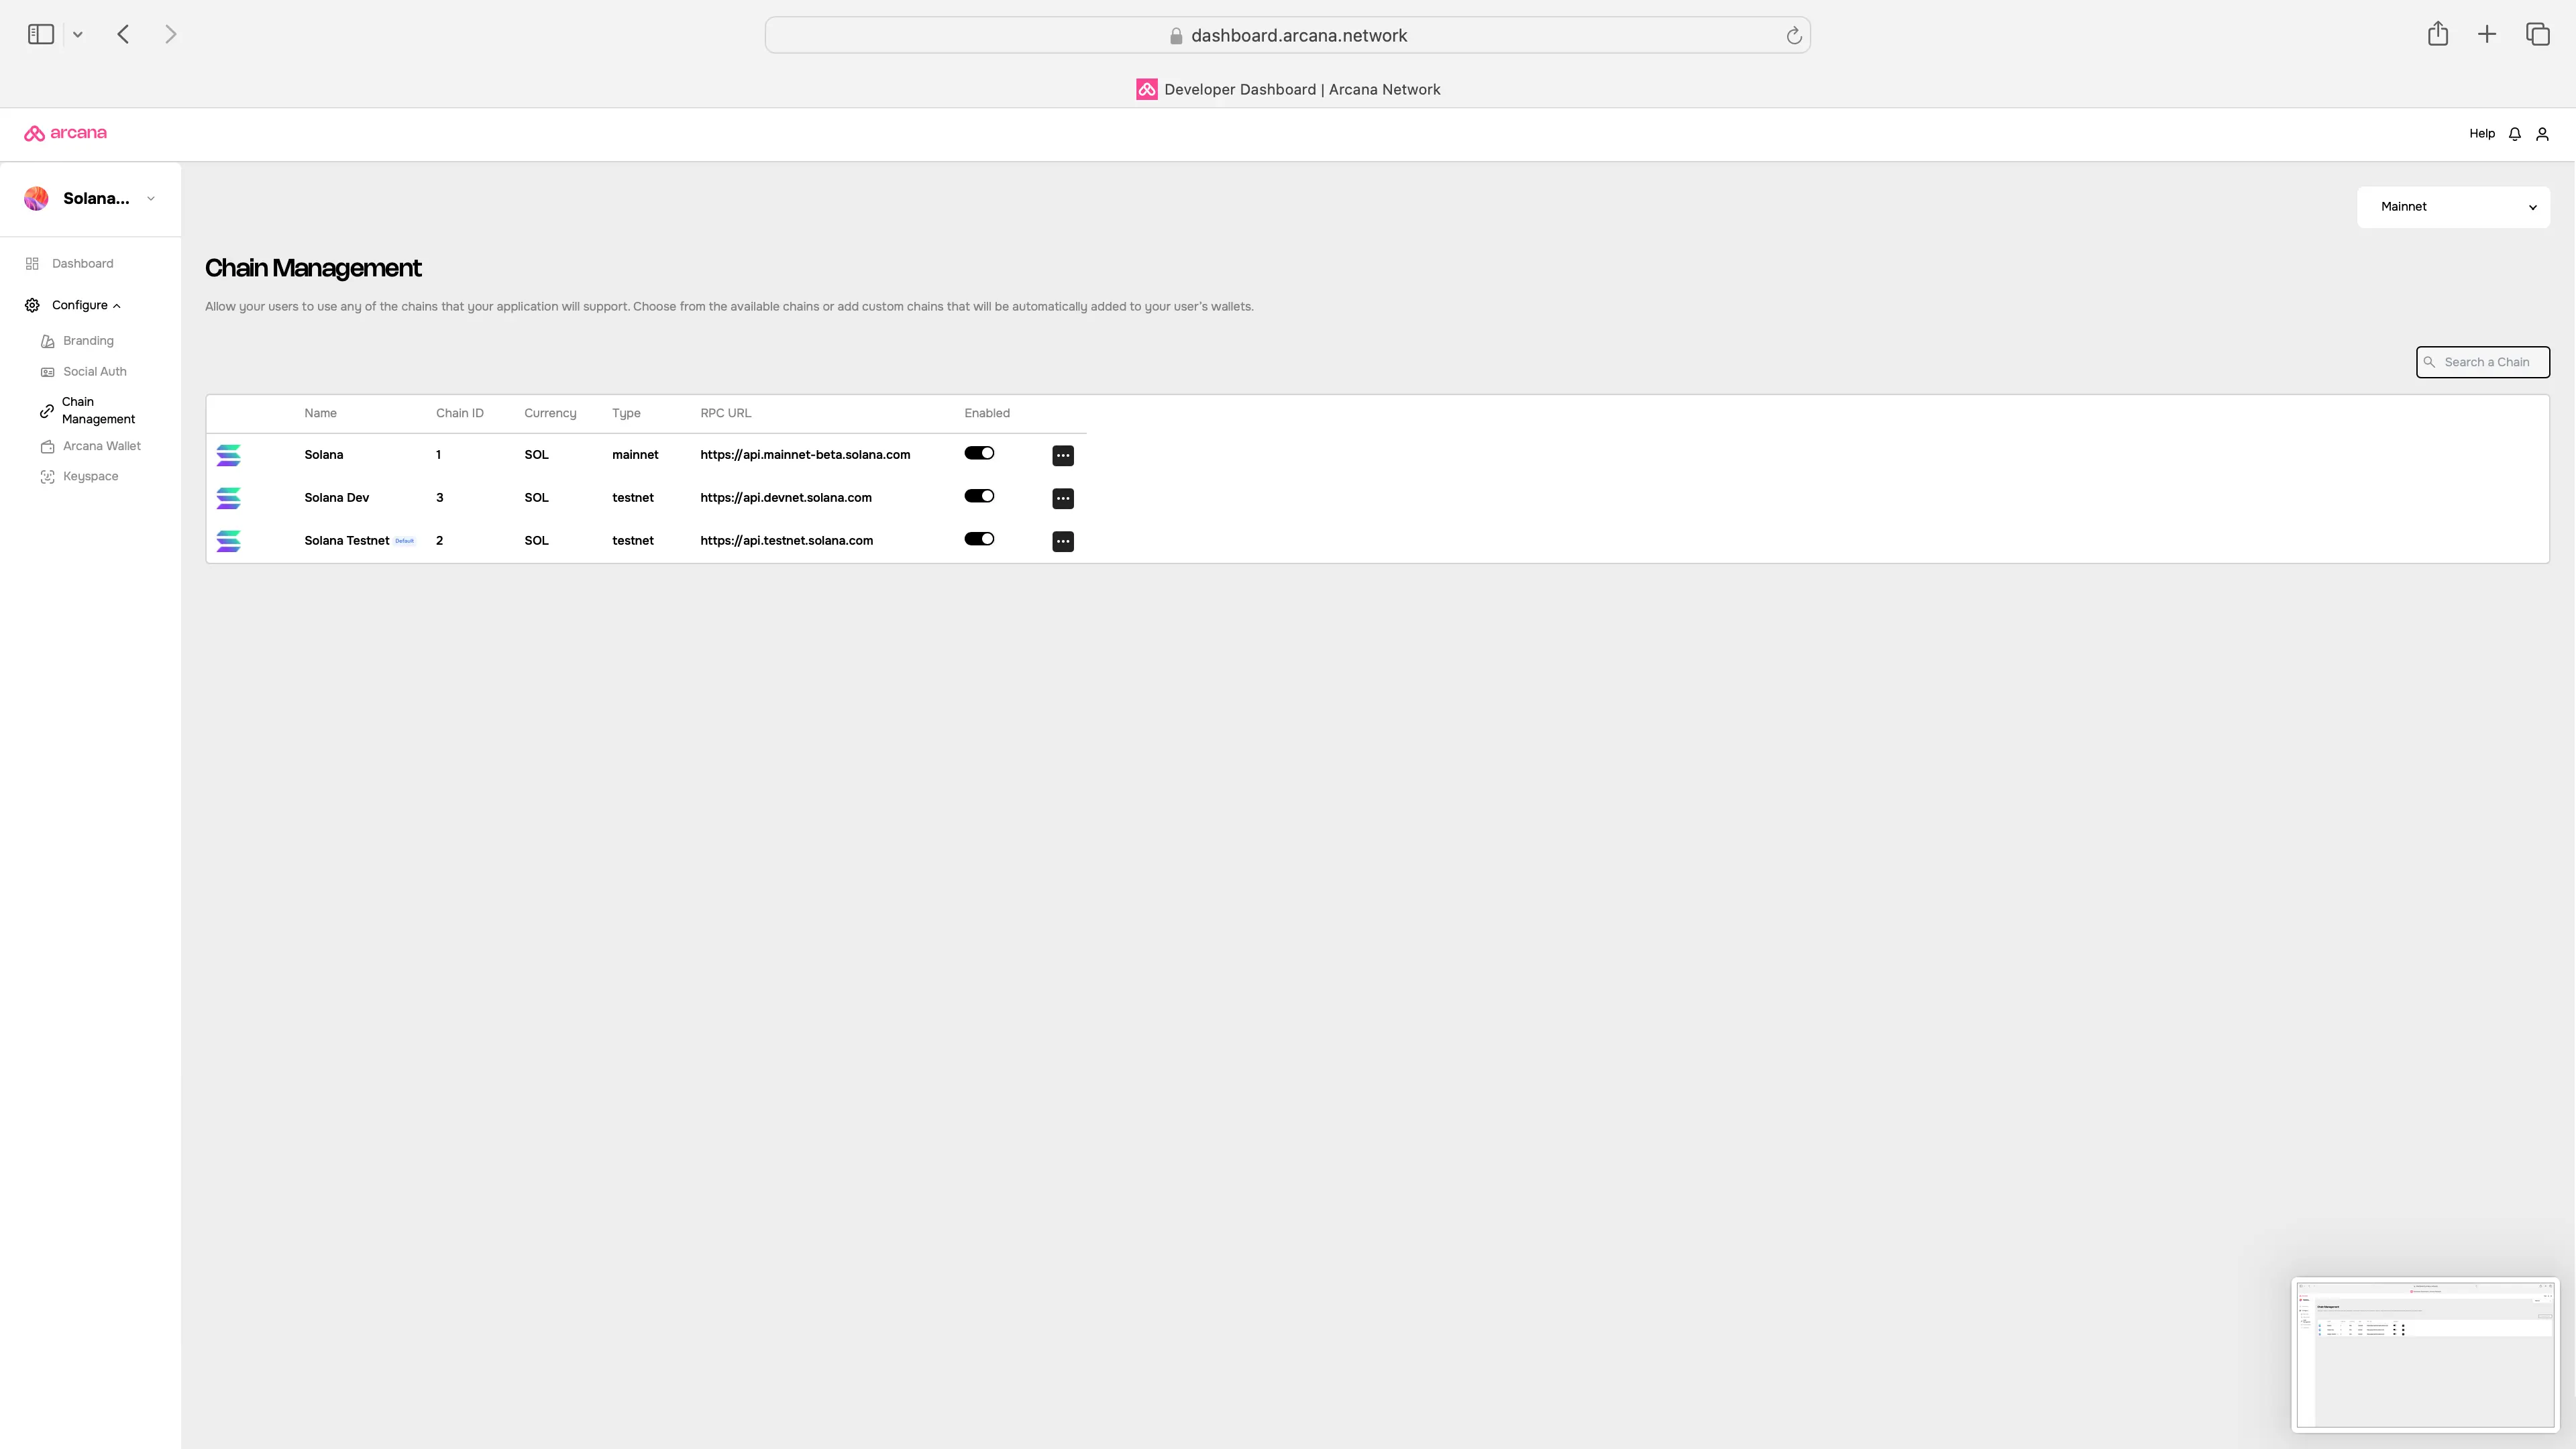 dashboard.arcana.network
Developer Dashboard | Arcana Network
arcana
Help
Solana...
Mainnet
Dashboard
Configure
Branding
Social Auth
Chain
Management
Arcana Wallet
Keyspace
Chain Management
Allow your users to use any of the chains that your application will support. Choose from the available chains or add custom chains that will be automatically added to your user's wallets.
Search a Chain
Name Chain ID Currency Type RPC URL Enabled
Solana 1 SOL mainnet https://api.mainnet-beta.solana.com
Solana Dev 3 SOL testnet https://api.devnet.solana.com
Solana Testnet Default 2 SOL testnet https://api.testnet.solana.com